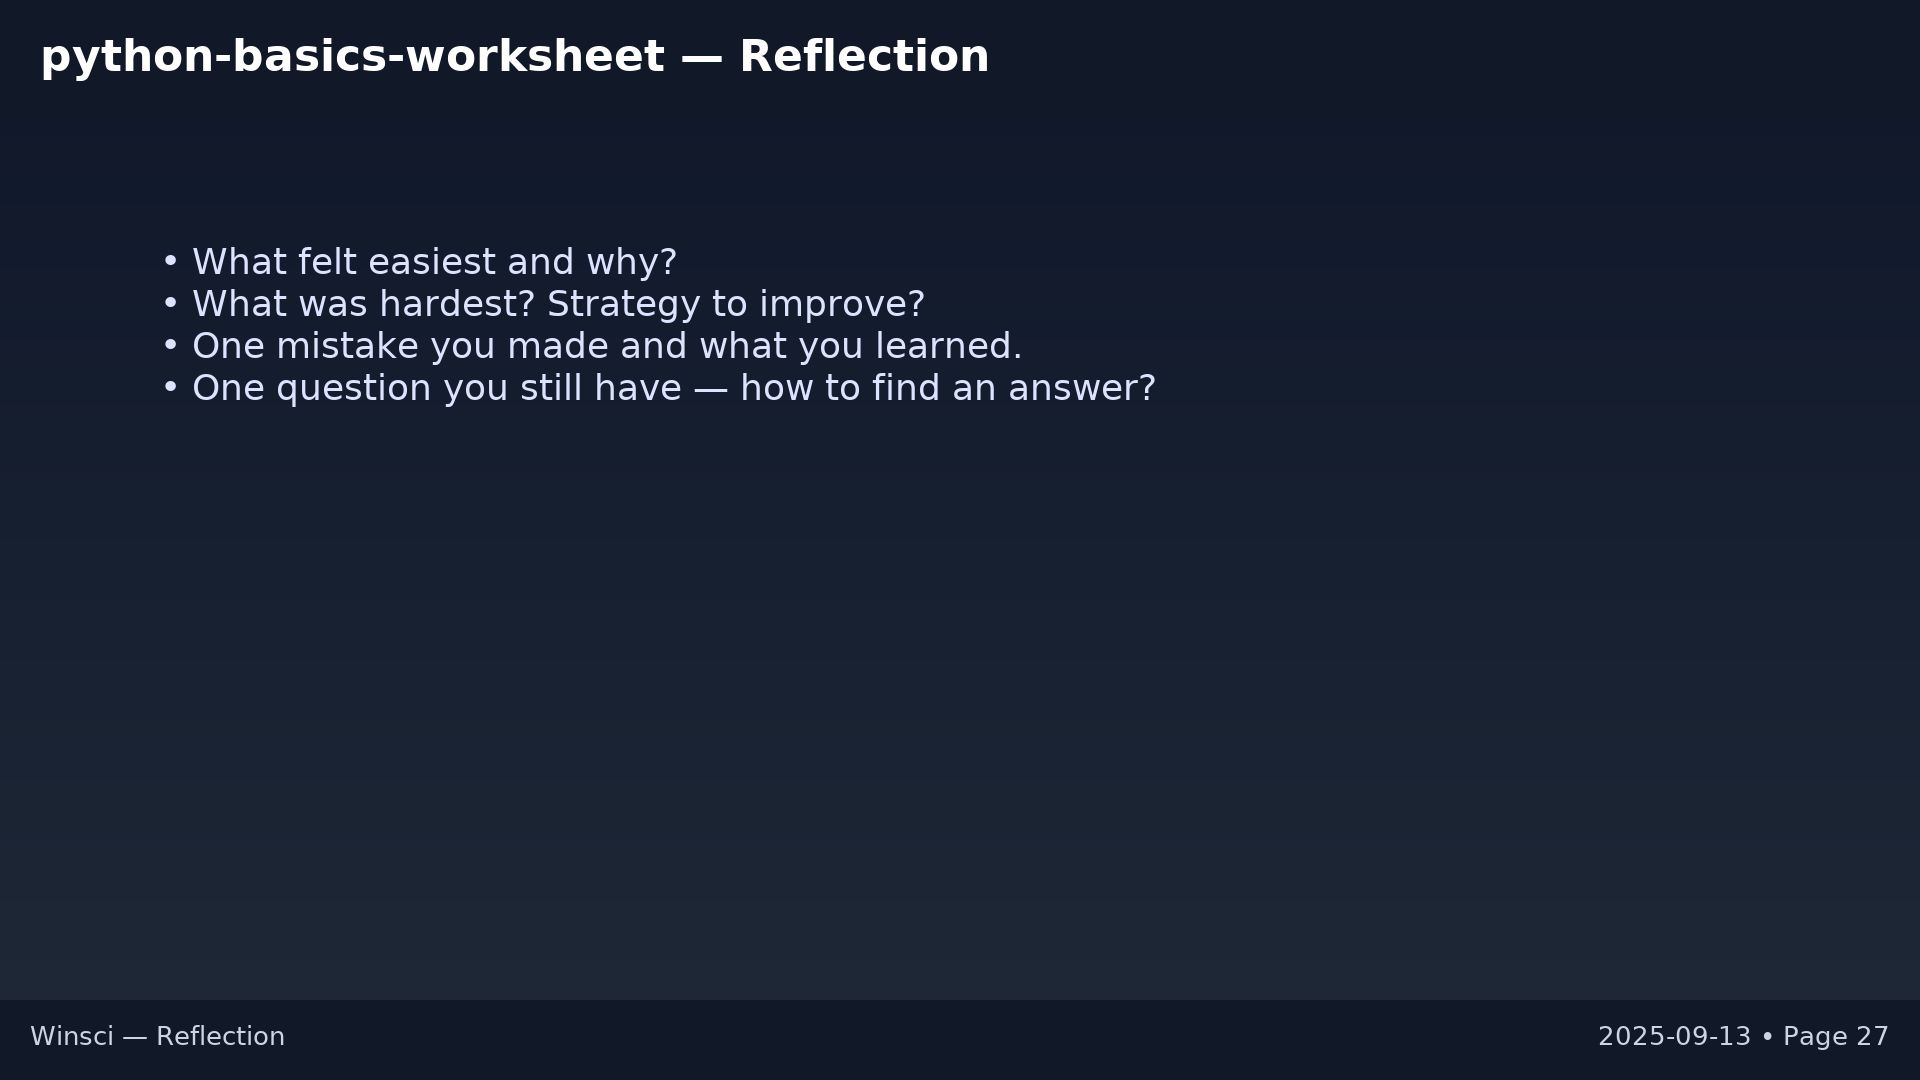 python-basics-worksheet — Reflection
• What felt easiest and why?
• What was hardest? Strategy to improve?
• One mistake you made and what you learned.
• One question you still have — how to find an answer?
Winsci — Reflection
2025-09-13 • Page 27